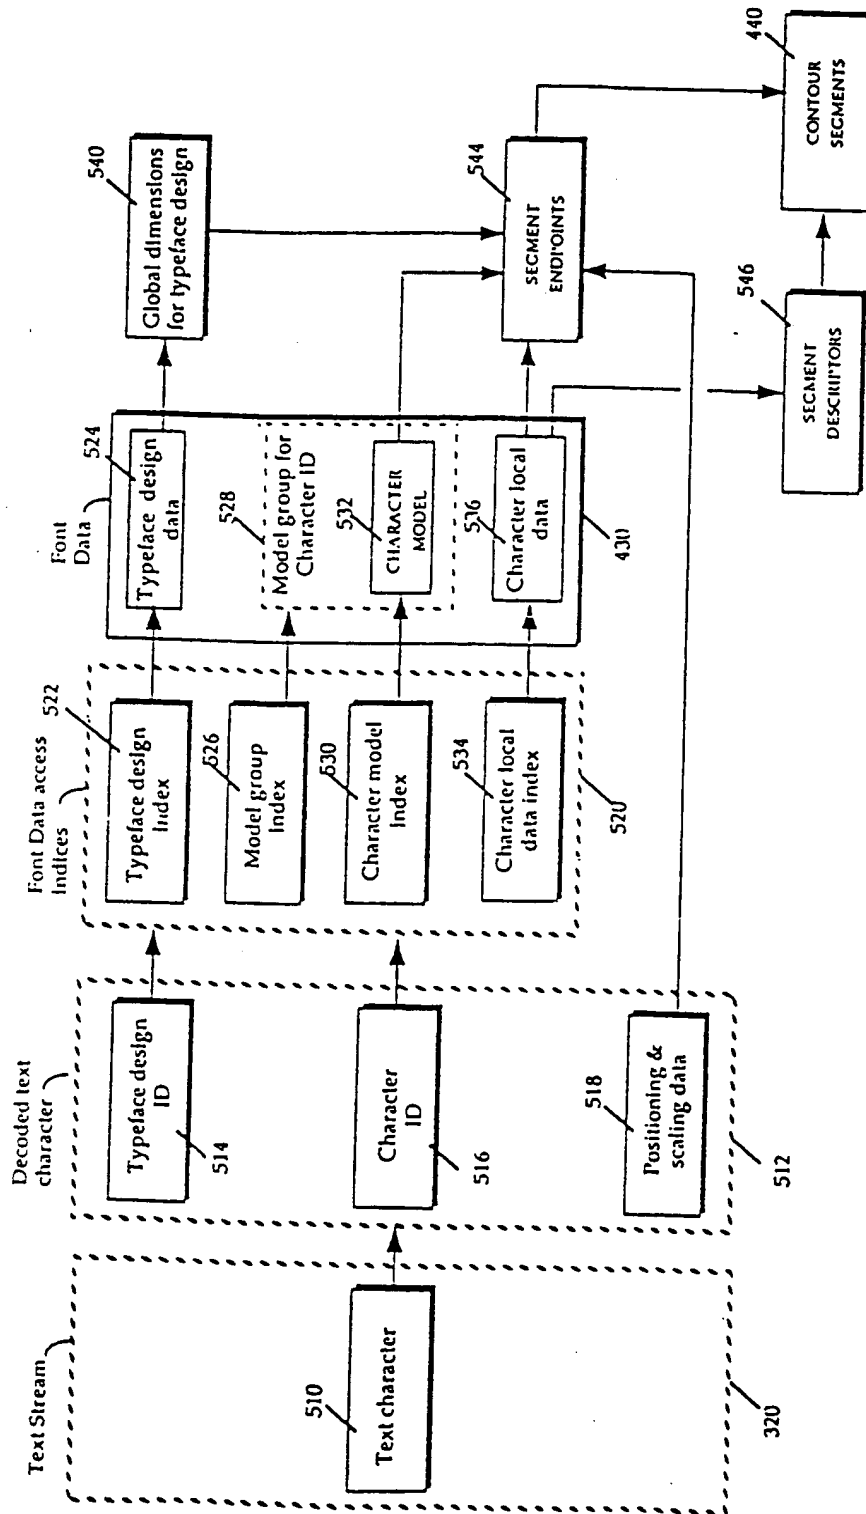 Text Stream
510
Text character
320
Decoded text
character
Typeface design
ID
514
Character
ID
516
518
Positioning &
scaling data
512
Font Data access
Indices
522
Typeface design
Index
526
Model group
Index
530
Character model
Index
534
Character local
data index
520
Font
Data
524
Typeface design
data
528
Model group for
Character ID
532
CHARACTER
MODEL
536
Character local
data
430
540
Global dimensions
for typeface design
544
SEGMENT
ENDPOINTS
546
SEGMENT
DESCRIPTORS
440
CONTOUR
SEGMENTS